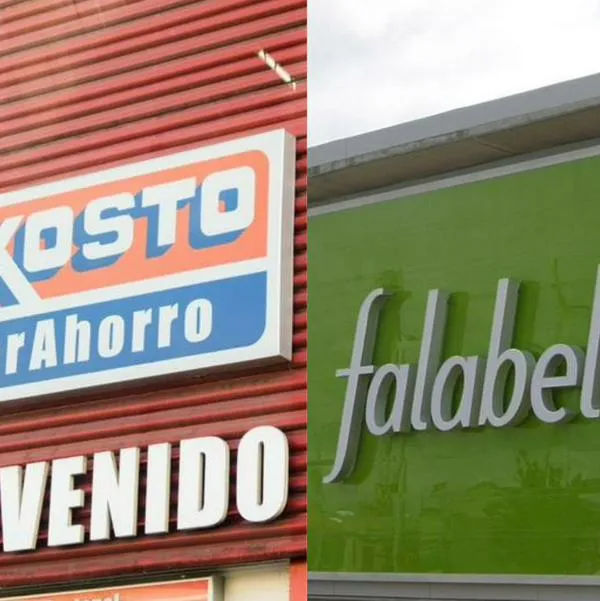 KOSTO
rAhorro
VENIDO
falabel